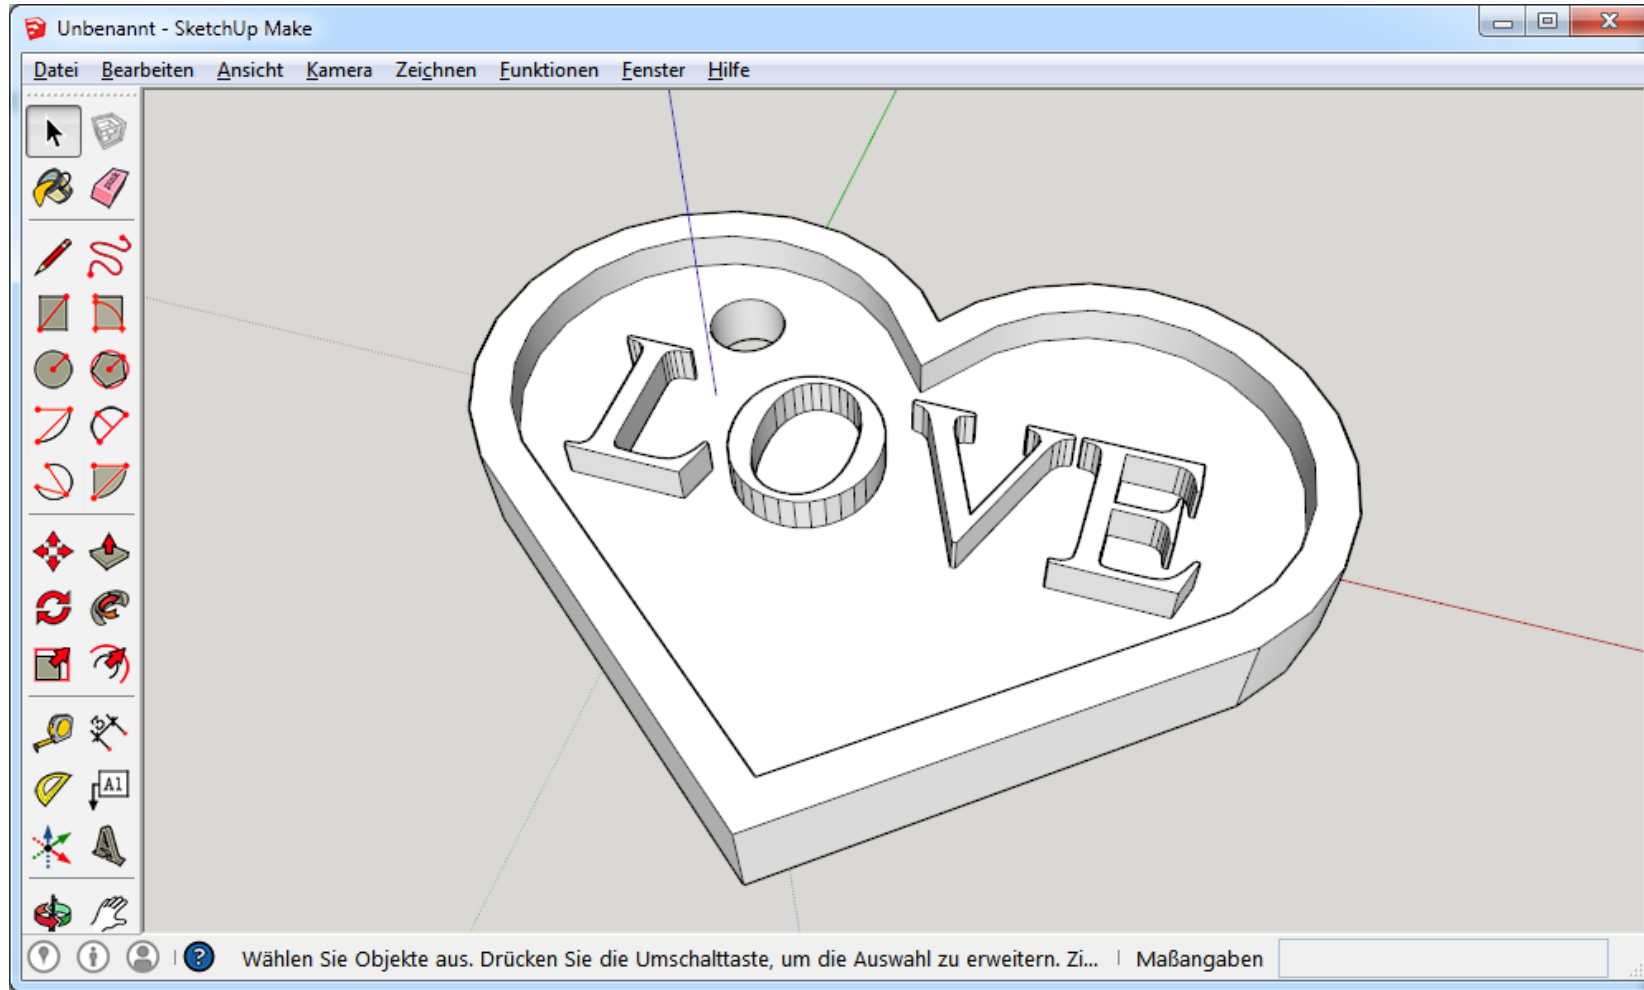 Unbenannt - SketchUp Make
Datei Bearbeiten Ansicht Kamera Zeichnen Funktionen Fenster Hilfe
LOVE
A1
Wählen Sie Objekte aus. Drücken Sie die Umschalttaste, um die Auswahl zu erweitern. Zi... Maßangaben